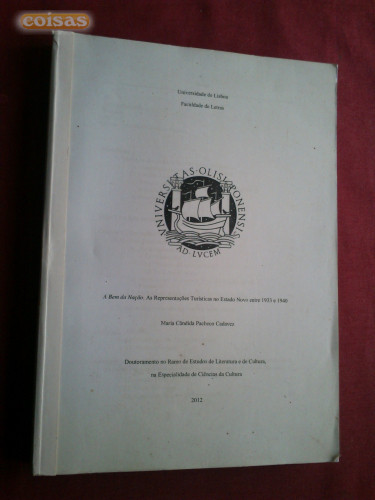 coisas
Universidade de Lisboa
Faculdade de Letras
UNIVERSITAS·OLISIPONENSIS
AD LVCEM
A Bem da Nação. As Representações Turísticas no Estado Novo entre 1933 e 1940
Maria Cândida Pacheco Cadavez
Doutoramento no Ramo de Estudos de Literatura e de Cultura,
na Especialidade de Ciências da Cultura
2012